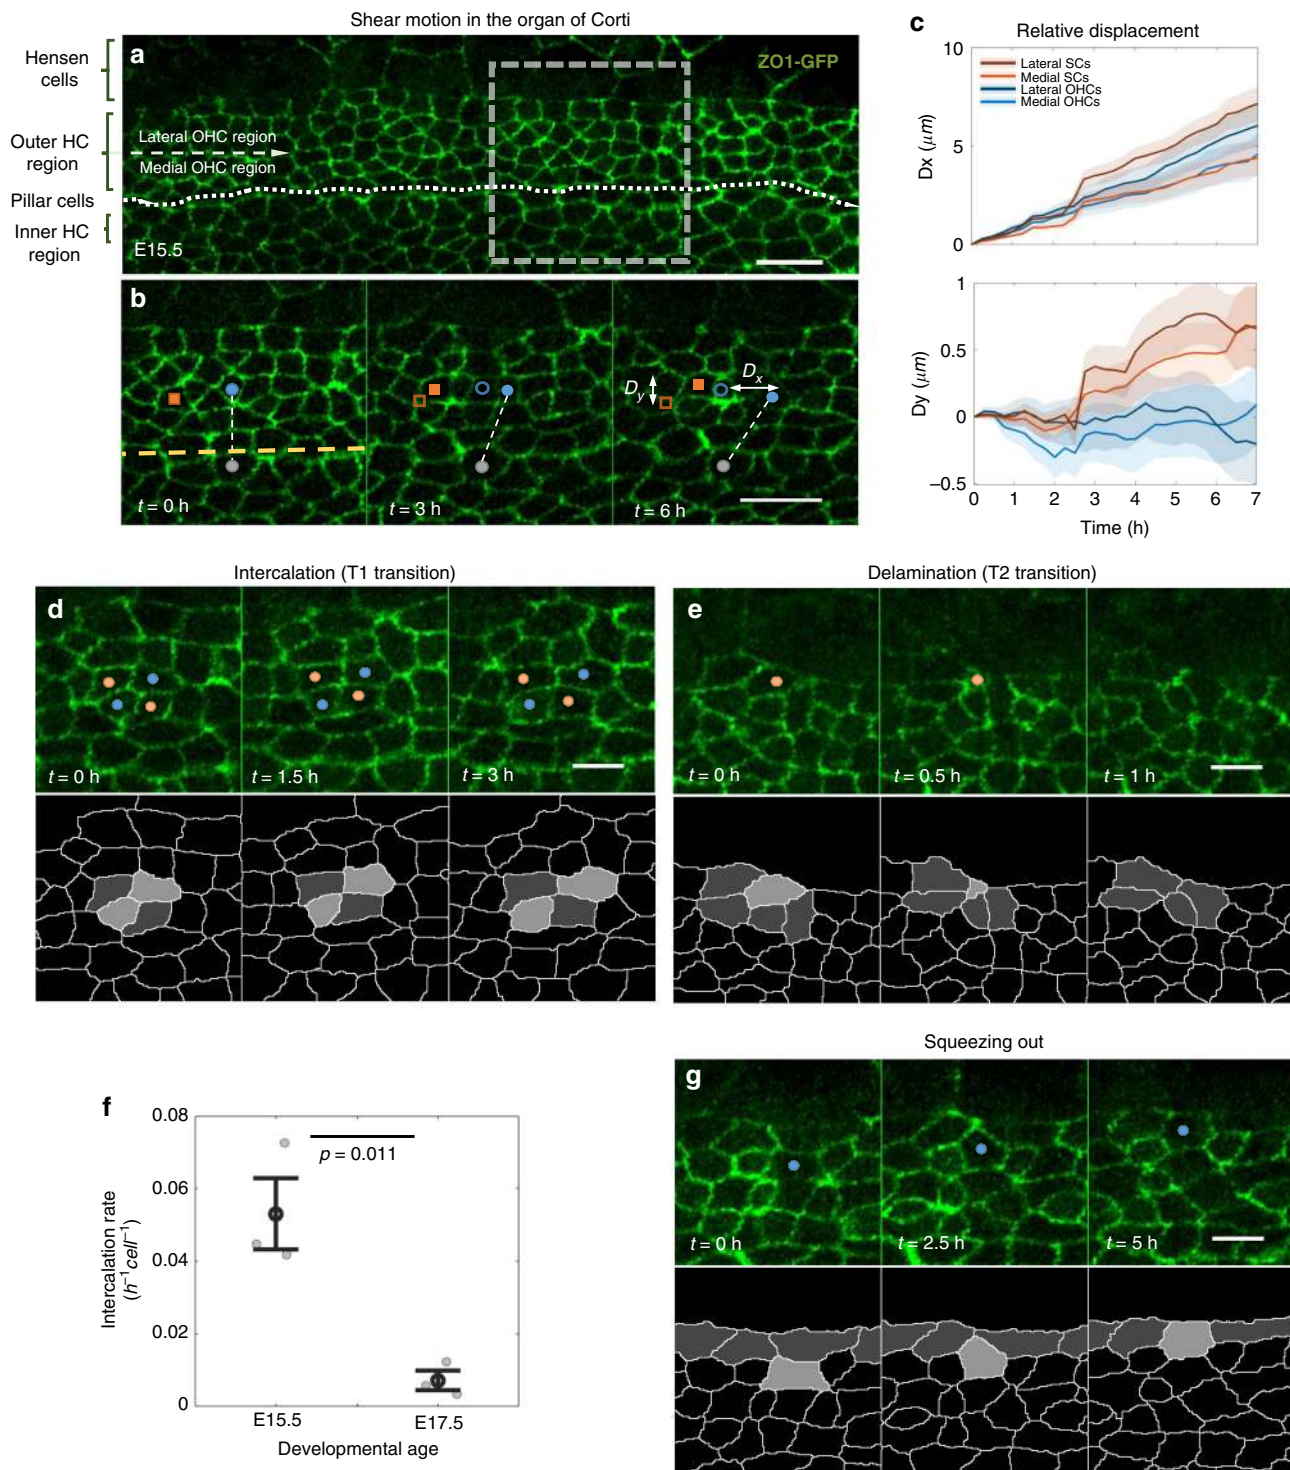 Shear motion in the organ of Corti
Hensen
cells
Outer HC
region
Pillar cells
Inner HC
region
a
ZO1-GFP
Lateral OHC region
Medial OHC region
E15.5
b
Dy
Dx
t = 0 h
t = 3 h
t = 6 h
c
Relative displacement
Lateral SCs
Medial SCs
Lateral OHCs
Medial OHCs
Dx (μm)
10
5
0
Dy (μm)
1
0.5
0
–0.5
0 1 2 3 4 5 6 7
Time (h)
Intercalation (T1 transition)
d
t = 0 h
t = 1.5 h
t = 3 h
Delamination (T2 transition)
e
t = 0 h
t = 0.5 h
t = 1 h
f
Intercalation rate
(h⁻¹cell⁻¹)
0.08
0.06
0.04
0.02
0
p = 0.011
E15.5 E17.5
Developmental age
Squeezing out
g
t = 0 h
t = 2.5 h
t = 5 h